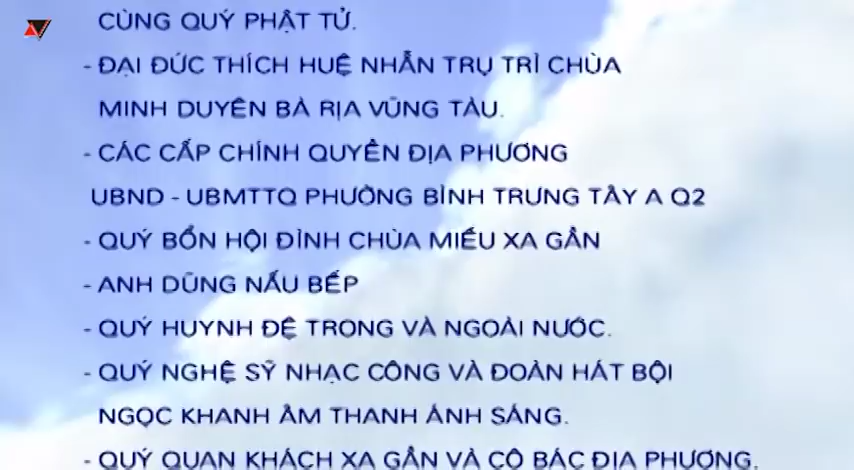 CÙNG QUÝ PHẬT TỬ.
- ĐẠI ĐỨC THÍCH HUỆ NHẪN TRỤ TRÌ CHÙA
MINH DUYÊN BÀ RỊA VŨNG TÀU.
- CÁC CẤP CHÍNH QUYỀN ĐỊA PHƯƠNG
UBND - UBMTTQ PHƯỜNG BÌNH TRƯNG TÂY A Q2
- QUÝ BỔN HỘI ĐÌNH CHÙA MIẾU XA GẦN
- ANH DŨNG NẤU BẾP
- QUÝ HUYNH ĐỆ TRONG VÀ NGOÀI NƯỚC.
- QUÝ NGHỆ SỸ NHẠC CÔNG VÀ ĐOÀN HÁT BỘI
NGỌC KHANH ÂM THANH ÁNH SÁNG.
- QUÝ QUAN KHÁCH XA GẦN VÀ CÔ BÁC ĐỊA PHƯƠNG.